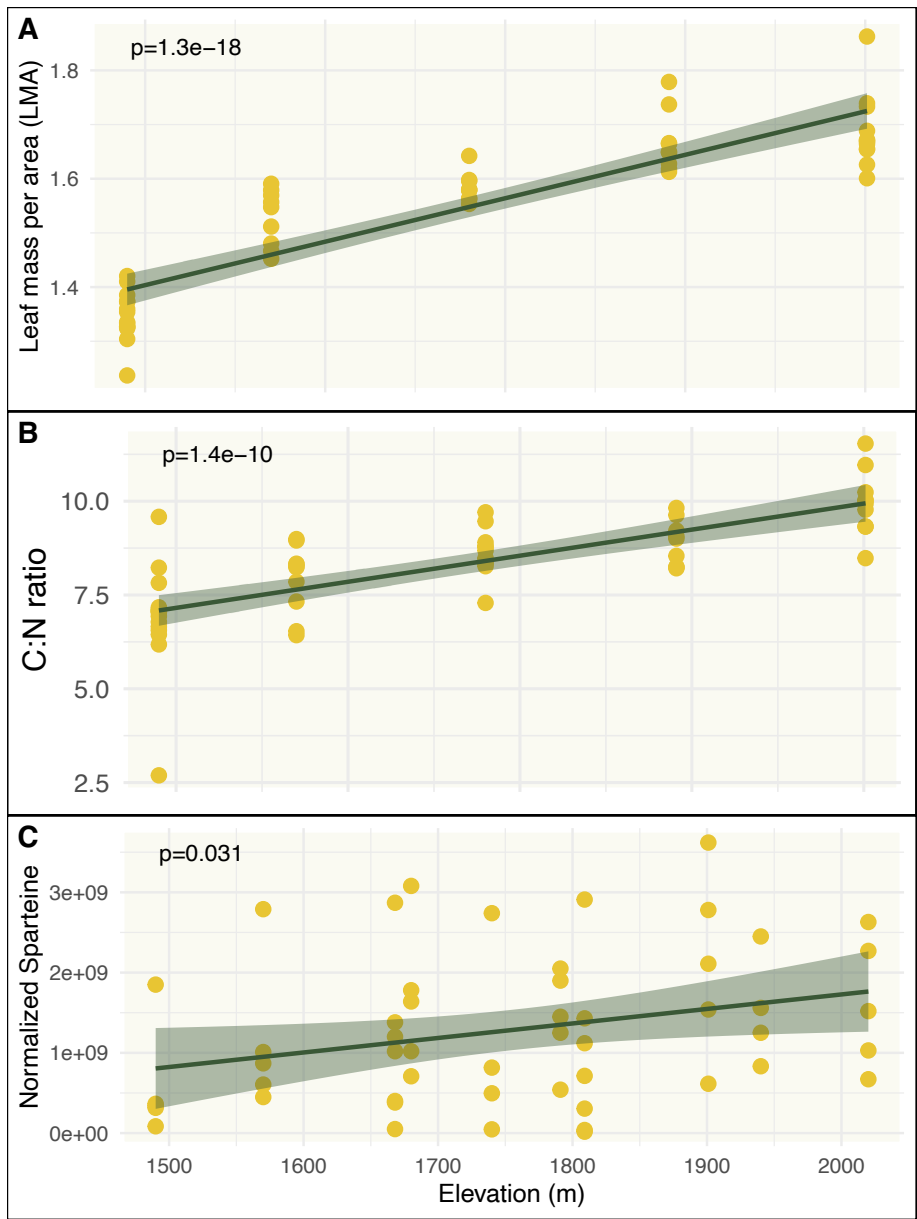 A
p=1.3e−18
Leaf mass per area (LMA)
1.8
1.6
1.4
B
p=1.4e−10
C:N ratio
10.0
7.5
5.0
2.5
C
p=0.031
Normalized Sparteine
3e+09
2e+09
1e+09
0e+00
1500 1600 1700 1800 1900 2000
Elevation (m)